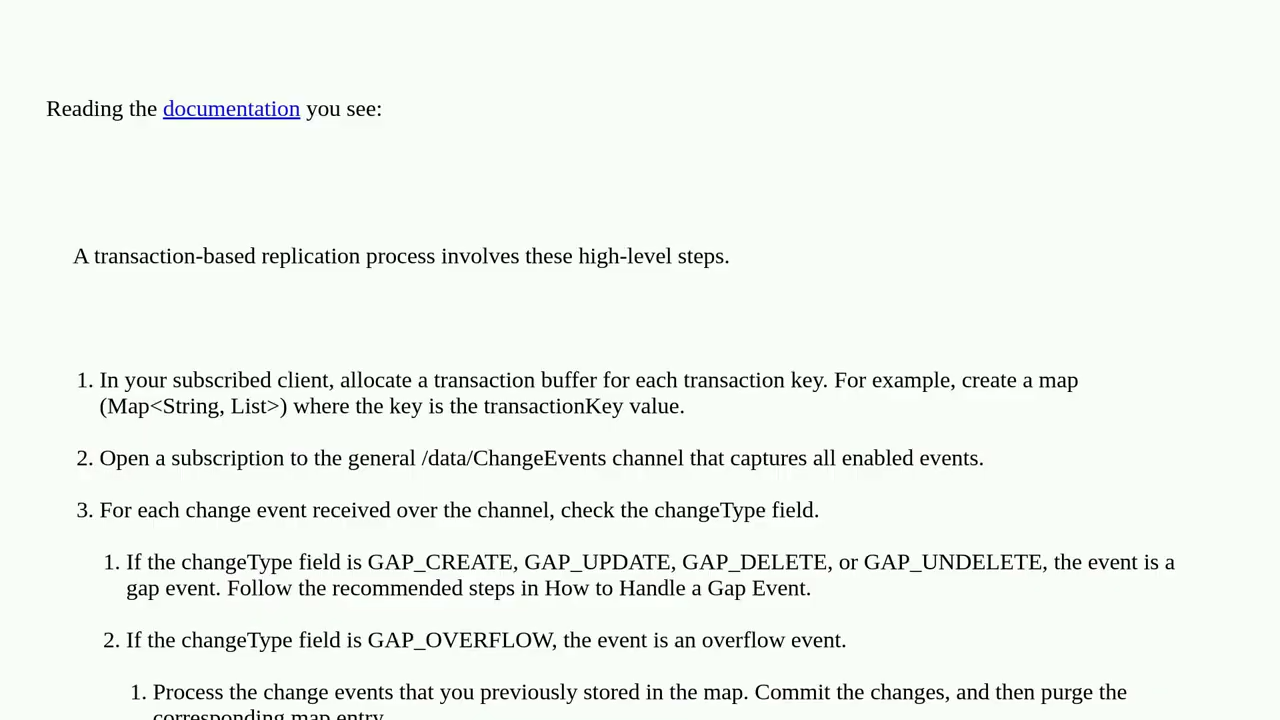 Reading the documentation you see:
A transaction-based replication process involves these high-level steps.
1. In your subscribed client, allocate a transaction buffer for each transaction key. For example, create a map
(Map<String, List>) where the key is the transactionKey value.
2. Open a subscription to the general /data/ChangeEvents channel that captures all enabled events.
3. For each change event received over the channel, check the changeType field.
1. If the changeType field is GAP_CREATE, GAP_UPDATE, GAP_DELETE, or GAP_UNDELETE, the event is a
gap event. Follow the recommended steps in How to Handle a Gap Event.
2. If the changeType field is GAP_OVERFLOW, the event is an overflow event.
1. Process the change events that you previously stored in the map. Commit the changes, and then purge the
corresponding map entry.